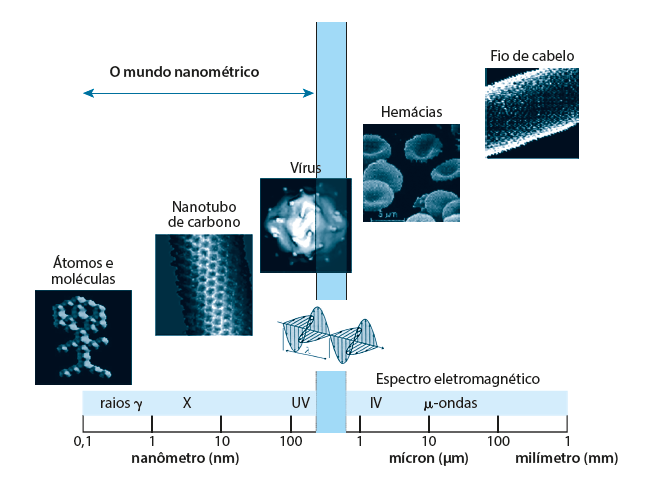 Fio de cabelo
O mundo nanométrico
Hemácias
3 µm
Vírus
Nanotubo
de carbono
Átomos e
moléculas
λ
Espectro eletromagnético
raios γ X UV IV µ-ondas
0,1 1 10 100 1 10 100 1
nanômetro (nm) mícron (µm) milímetro (mm)